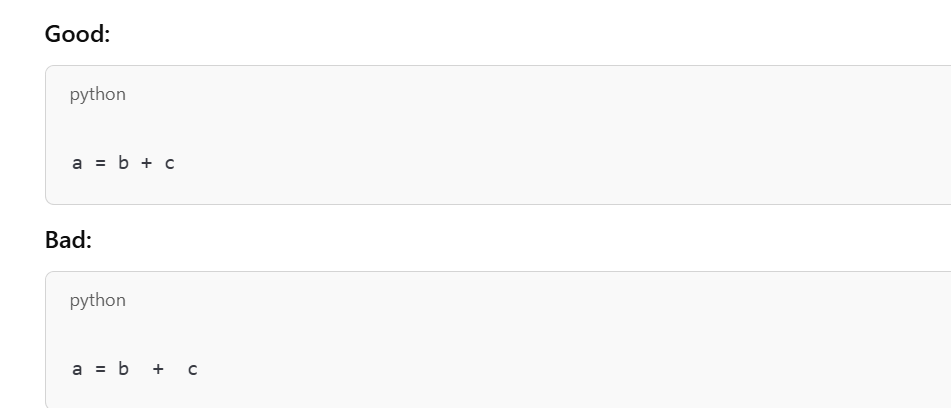 Good:
python
a = b + c
Bad:
python
a = b  +  c